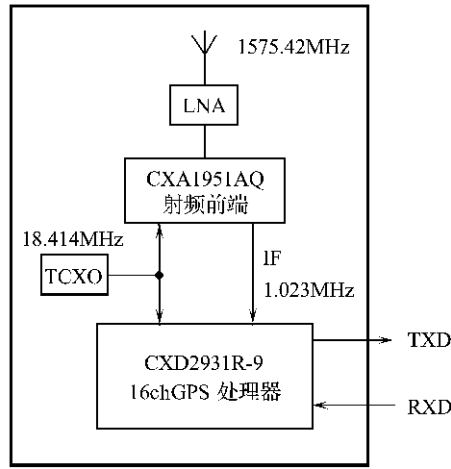 1575.42MHz
LNA
CXA1951AQ
射频前端
18.414MHz
TCXO
IF
1.023MHz
CXD2931R-9
16chGPS 处理器
TXD
RXD